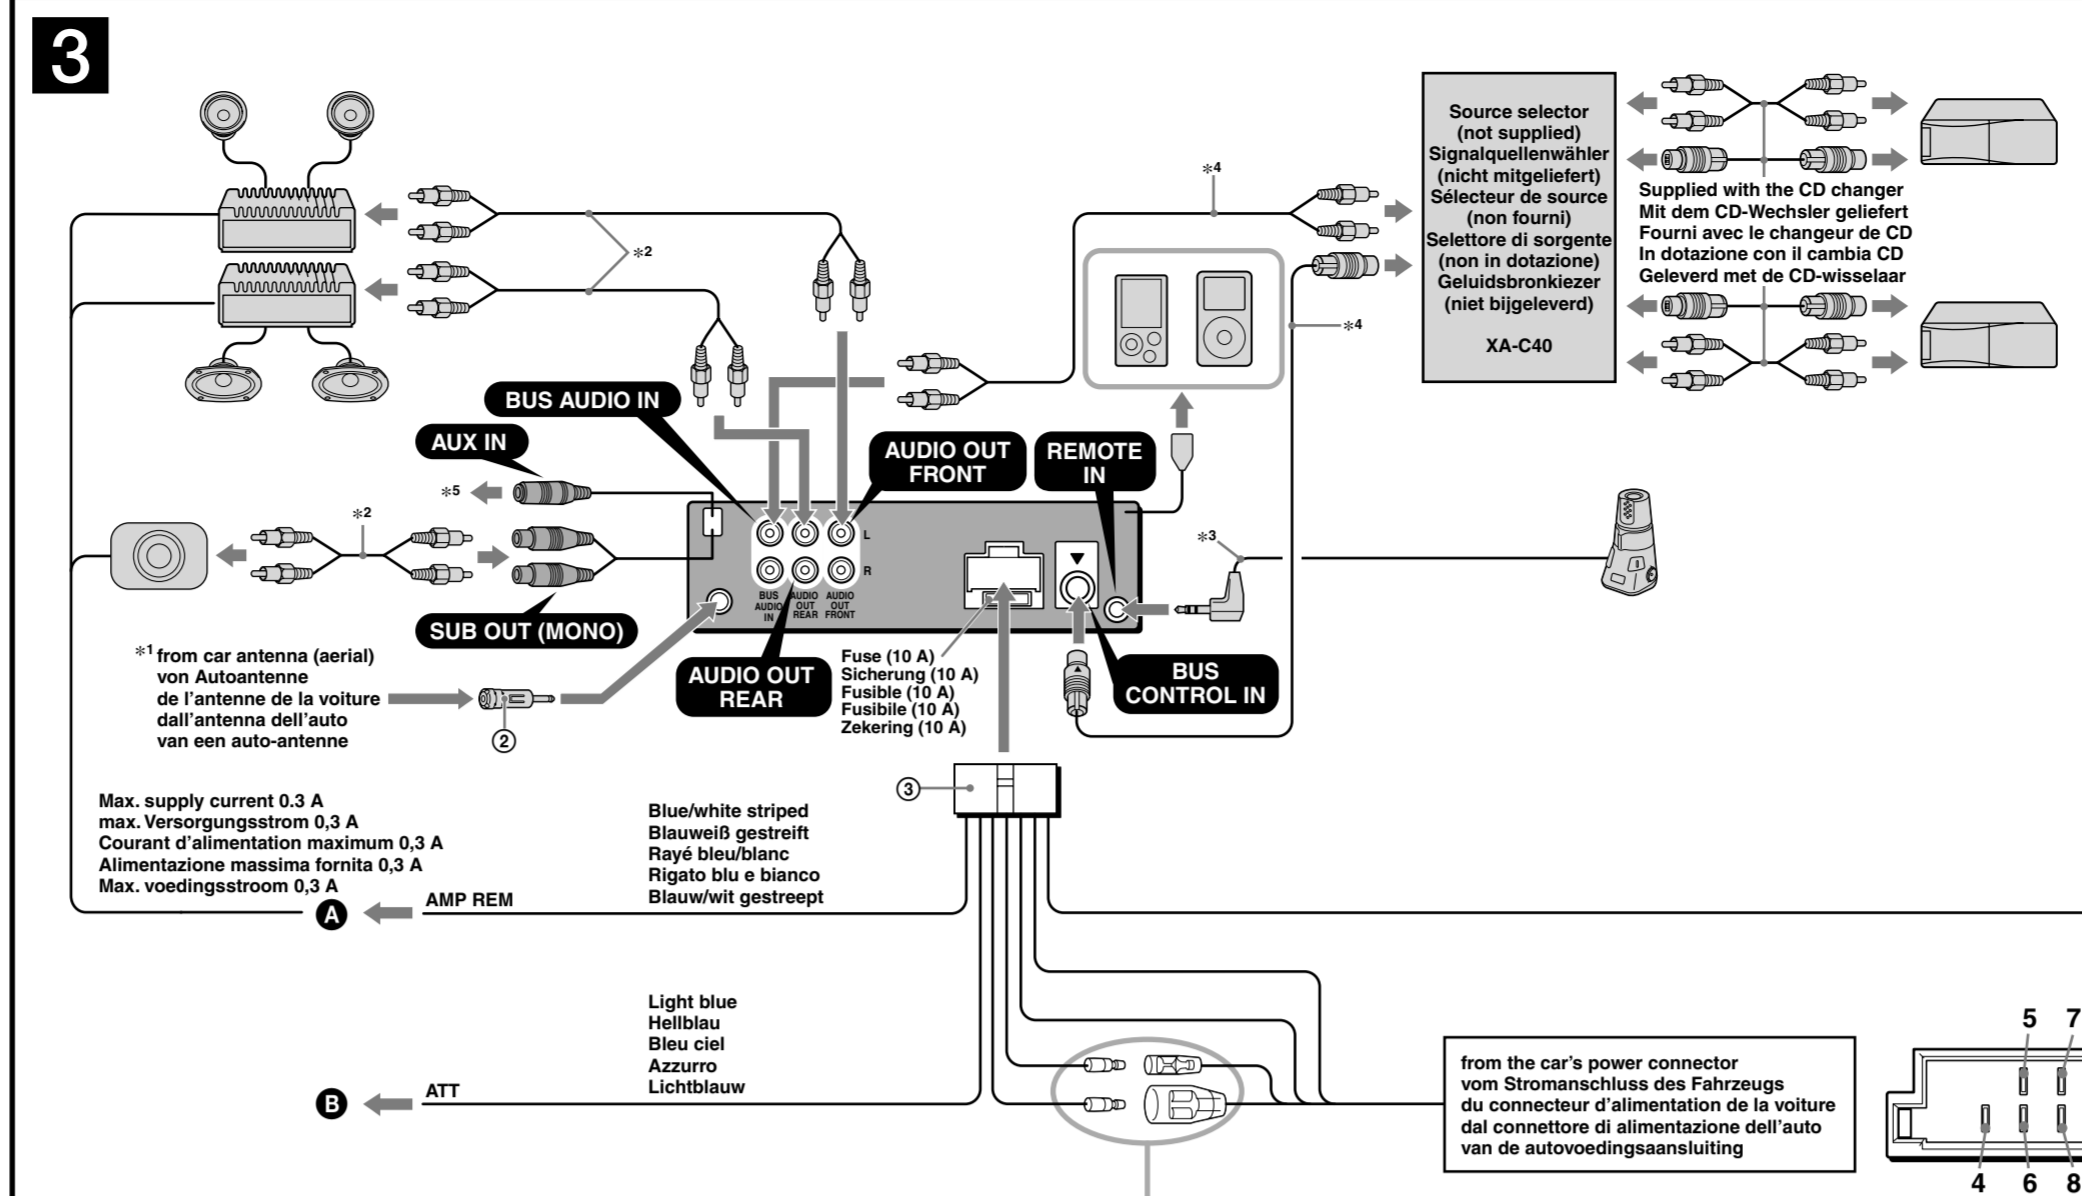 3
Source selector
(not supplied)
Signalquellenwähler
(nicht mitgeliefert)
Sélecteur de source
(non fourni)
Selettore di sorgente
(non in dotazione)
Geluidsbronkiezer
(niet bijgeleverd)
XA-C40
Supplied with the CD changer
Mit dem CD-Wechsler geliefert
Fourni avec le changeur de CD
In dotazione con il cambia CD
Geleverd met de CD-wisselaar
*4
*2
*4
BUS AUDIO IN
AUX IN
AUDIO OUT
FRONT
REMOTE
IN
*5
*2
L
R
*3
BUS
AUDIO
IN
AUDIO
OUT
REAR
AUDIO
OUT
FRONT
SUB OUT (MONO)
AUDIO OUT
REAR
BUS
CONTROL IN
*1 from car antenna (aerial)
von Autoantenne
de l'antenne de la voiture
dall'antenna dell'auto
van een auto-antenne
②
Fuse (10 A)
Sicherung (10 A)
Fusible (10 A)
Fusibile (10 A)
Zekering (10 A)
③
Max. supply current 0.3 A
max. Versorgungsstrom 0,3 A
Courant d'alimentation maximum 0,3 A
Alimentazione massima fornita 0,3 A
Max. voedingsstroom 0,3 A
Blue/white striped
Blauweiß gestreift
Rayé bleu/blanc
Rigato blu e bianco
Blauw/wit gestreept
A
AMP REM
Light blue
Hellblau
Bleu ciel
Azzurro
Lichtblauw
B
ATT
from the car's power connector
vom Stromanschluss des Fahrzeugs
du connecteur d'alimentation de la voiture
dal connettore di alimentazione dell'auto
van de autovoedingsaansluiting
5 7
4 6 8